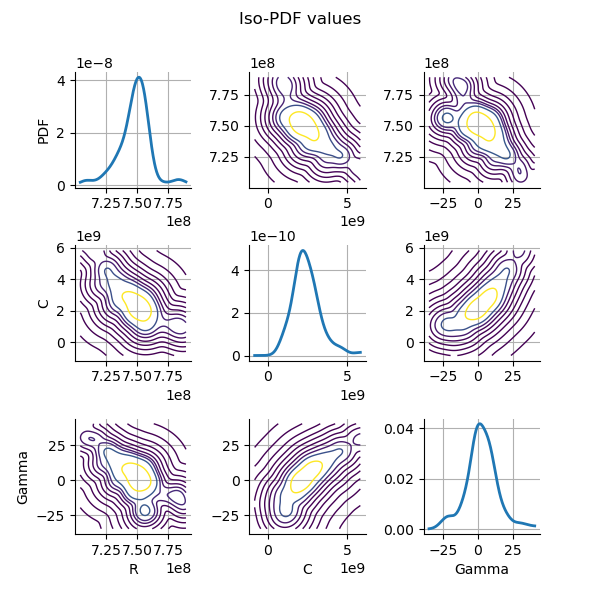 Iso-PDF values
1e−8
1e8
1e8
4
2
0
PDF
7.25 7.50 7.75
1e8
7.75
7.50
7.25
0 5
1e9
7.75
7.50
7.25
−25 0 25
1e9
1e−10
1e9
6
4
2
0
C
7.25 7.50 7.75
1e8
4
2
0
0 5
1e9
6
4
2
0
−25 0 25
25
0
−25
Gamma
7.25 7.50 7.75
1e8
R
25
0
−25
0 5
1e9
C
0.04
0.02
0.00
−25 0 25
Gamma